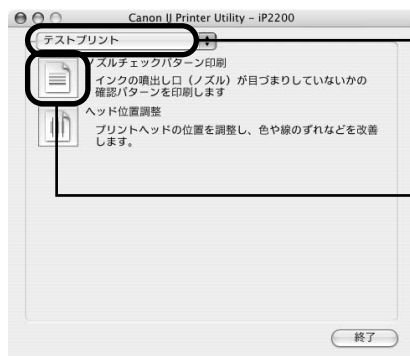 Canon IJ Printer Utility – iP2200
テストプリント
ノズルチェックパターン印刷
インクの噴出し口（ノズル）が目づまりしていないかの
確認パターンを印刷します
ヘッド位置調整
プリントヘッドの位置を調整し、色や線のずれなどを改善
します。
終了